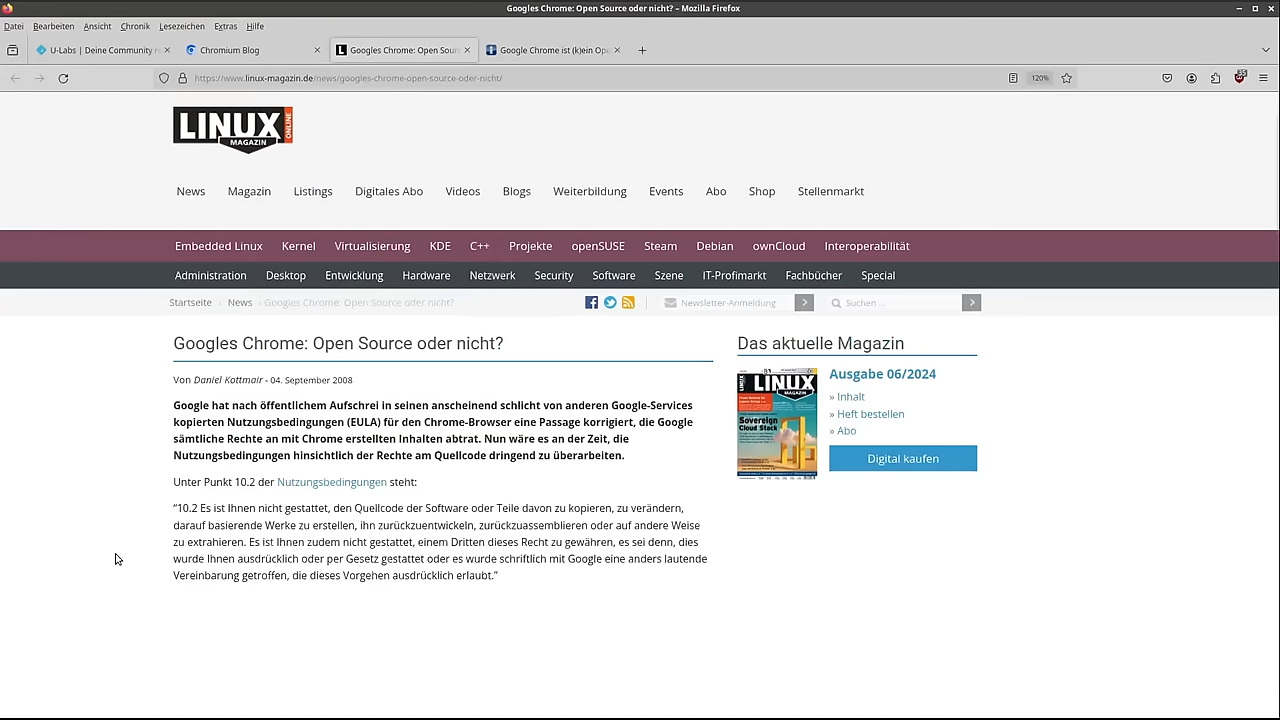 Googles Chrome: Open Source oder nicht? – Mozilla Firefox
Datei Bearbeiten Ansicht Chronik Lesezeichen Extras Hilfe
U-Labs | Deine Community
Chromium Blog
Googles Chrome: Open Sour
Google Chrome ist (k)ein Op
https://www.linux-magazin.de/news/googles-chrome-open-source-oder-nicht/
120%
LINUX
MAGAZIN
ONLINE
News Magazin Listings Digitales Abo Videos Blogs Weiterbildung Events Abo Shop Stellenmarkt
Embedded Linux Kernel Virtualisierung KDE C++ Projekte openSUSE Steam Debian ownCloud Interoperabilität
Administration Desktop Entwicklung Hardware Netzwerk Security Software Szene IT-Profimarkt Fachbücher Special
Startseite › News › Googles Chrome: Open Source oder nicht?
Newsletter-Anmeldung
Suchen ...
Googles Chrome: Open Source oder nicht?
Von Daniel Kottmair - 04. September 2008
Google hat nach öffentlichem Aufschrei in seinen anscheinend schlicht von anderen Google-Services
kopierten Nutzungsbedingungen (EULA) für den Chrome-Browser eine Passage korrigiert, die Google
sämtliche Rechte an mit Chrome erstellten Inhalten abtrat. Nun wäre es an der Zeit, die
Nutzungsbedingungen hinsichtlich der Rechte am Quellcode dringend zu überarbeiten.
Unter Punkt 10.2 der Nutzungsbedingungen steht:
“10.2 Es ist Ihnen nicht gestattet, den Quellcode der Software oder Teile davon zu kopieren, zu verändern,
darauf basierende Werke zu erstellen, ihn zurückzuentwickeln, zurückzuassemblieren oder auf andere Weise
zu extrahieren. Es ist Ihnen zudem nicht gestattet, einem Dritten dieses Recht zu gewähren, es sei denn, dies
wurde Ihnen ausdrücklich oder per Gesetz gestattet oder es wurde schriftlich mit Google eine anders lautende
Vereinbarung getroffen, die dieses Vorgehen ausdrücklich erlaubt.”
Das aktuelle Magazin
LINUX
MAGAZIN
Sovereign
Cloud Stack
Ausgabe 06/2024
» Inhalt
» Heft bestellen
» Abo
Digital kaufen